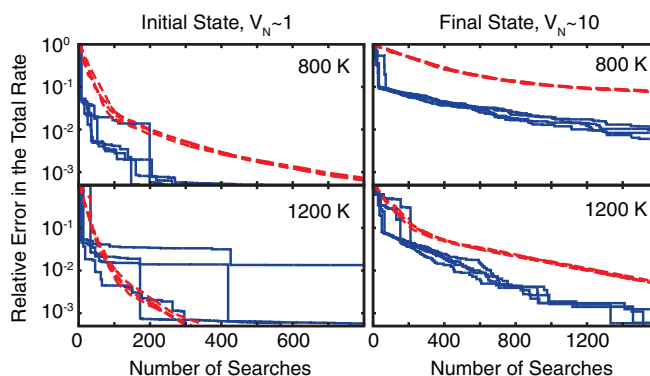 Initial State, V_N~1
Final State, V_N~10
Relative Error in the Total Rate
10^0
10^-1
10^-2
10^-3
800 K
800 K
10^-1
10^-2
10^-3
1200 K
1200 K
0 200 400 600
0 400 800 1200
Number of Searches
Number of Searches